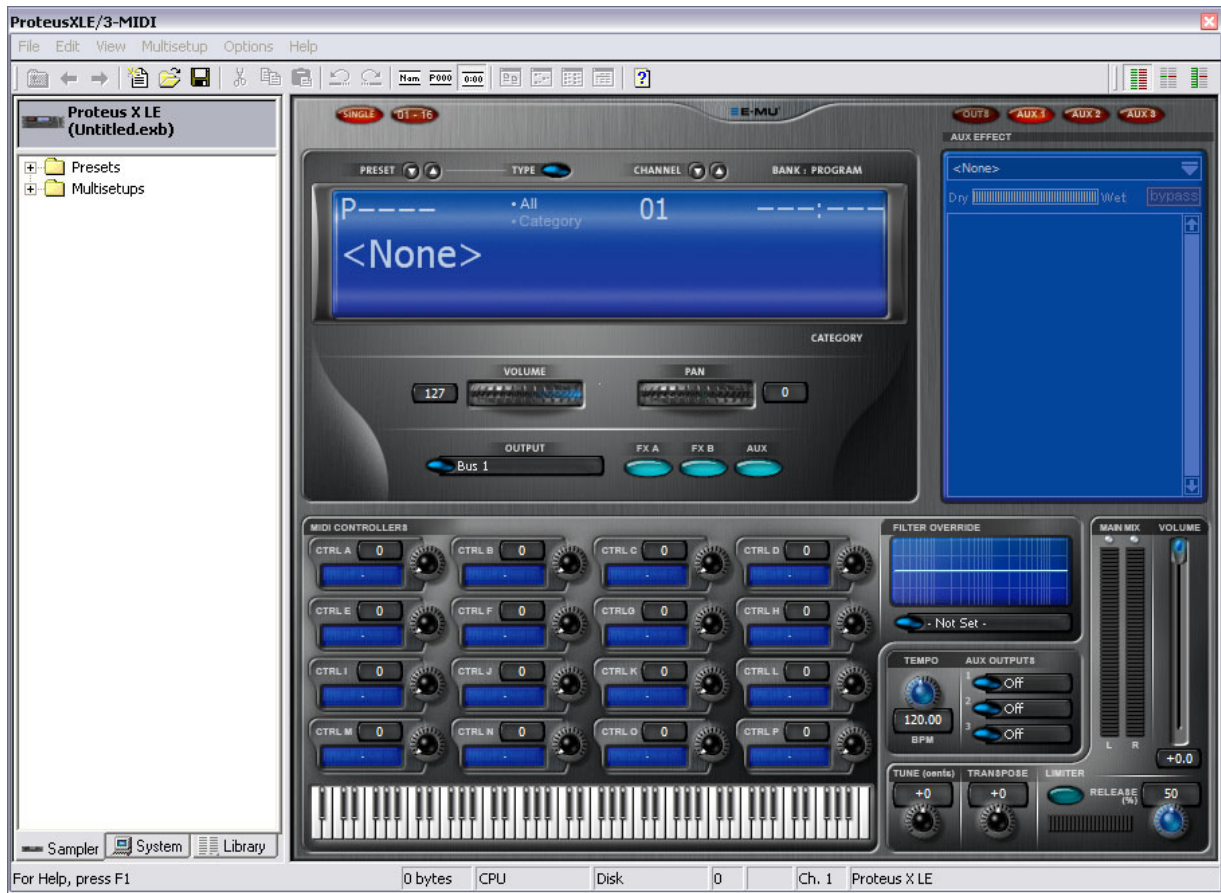 ProteusXLE/3-MIDI
File Edit View Multisetup Options Help
Nam P000 0:00
Proteus X LE
(Untitled.exb)
Presets
Multisetups
SINGLE 01 - 16
E-MU
OUTS AUX 1 AUX 2 AUX 3
AUX EFFECT
<None>
Dry Wet bypass
PRESET TYPE CHANNEL BANK : PROGRAM
P---- • All 01 ---:---
• Category
<None>
CATEGORY
VOLUME PAN
127 0
OUTPUT FX A FX B AUX
Bus 1
MIDI CONTROLLERS
CTRL A 0 CTRL B 0 CTRL C 0 CTRL D 0
- - - -
CTRL E 0 CTRL F 0 CTRLG 0 CTRL H 0
- - - -
CTRL I 0 CTRL J 0 CTRL K 0 CTRL L 0
- - - -
CTRL M 0 CTRL N 0 CTRL O 0 CTRL P 0
- - - -
FILTER OVERRIDE
- Not Set -
TEMPO AUX OUTPUTS
1 Off
2 Off
3 Off
120.00
BPM
MAIN MIX VOLUME
L R
+0.0
TUNE (cents) TRANSPOSE LIMITER
+0 +0 RELEASE (%) 50
Sampler System Library
For Help, press F1 0 bytes CPU Disk 0 Ch. 1 Proteus X LE